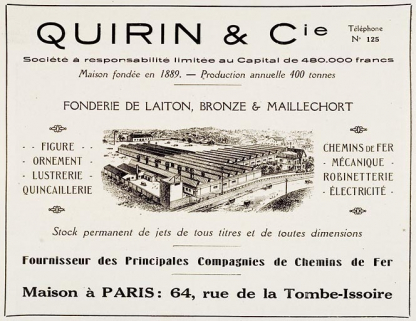 QUIRIN & Cie
Téléphone
No 125
Société à responsabilité limitée au Capital de 480.000 francs
Maison fondée en 1889. — Production annuelle 400 tonnes
FONDERIE DE LAITON, BRONZE & MAILLECHORT
- - FIGURE - -
- ORNEMENT -
- LUSTRERIE -
QUINCAILLERIE
CHEMINS DE FER
- MÉCANIQUE -
ROBINETTERIE
- ÉLECTRICITÉ -
Stock permanent de jets de tous titres et de toutes dimensions
Fournisseur des Principales Compagnies de Chemins de Fer
Maison à PARIS: 64, rue de la Tombe-Issoire